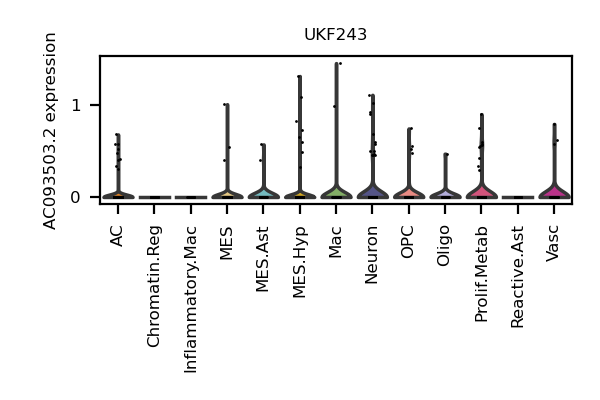 UKF243
AC093503.2 expression
1
0
AC
Chromatin.Reg
Inflammatory.Mac
MES
MES.Ast
MES.Hyp
Mac
Neuron
OPC
Oligo
Prolif.Metab
Reactive.Ast
Vasc